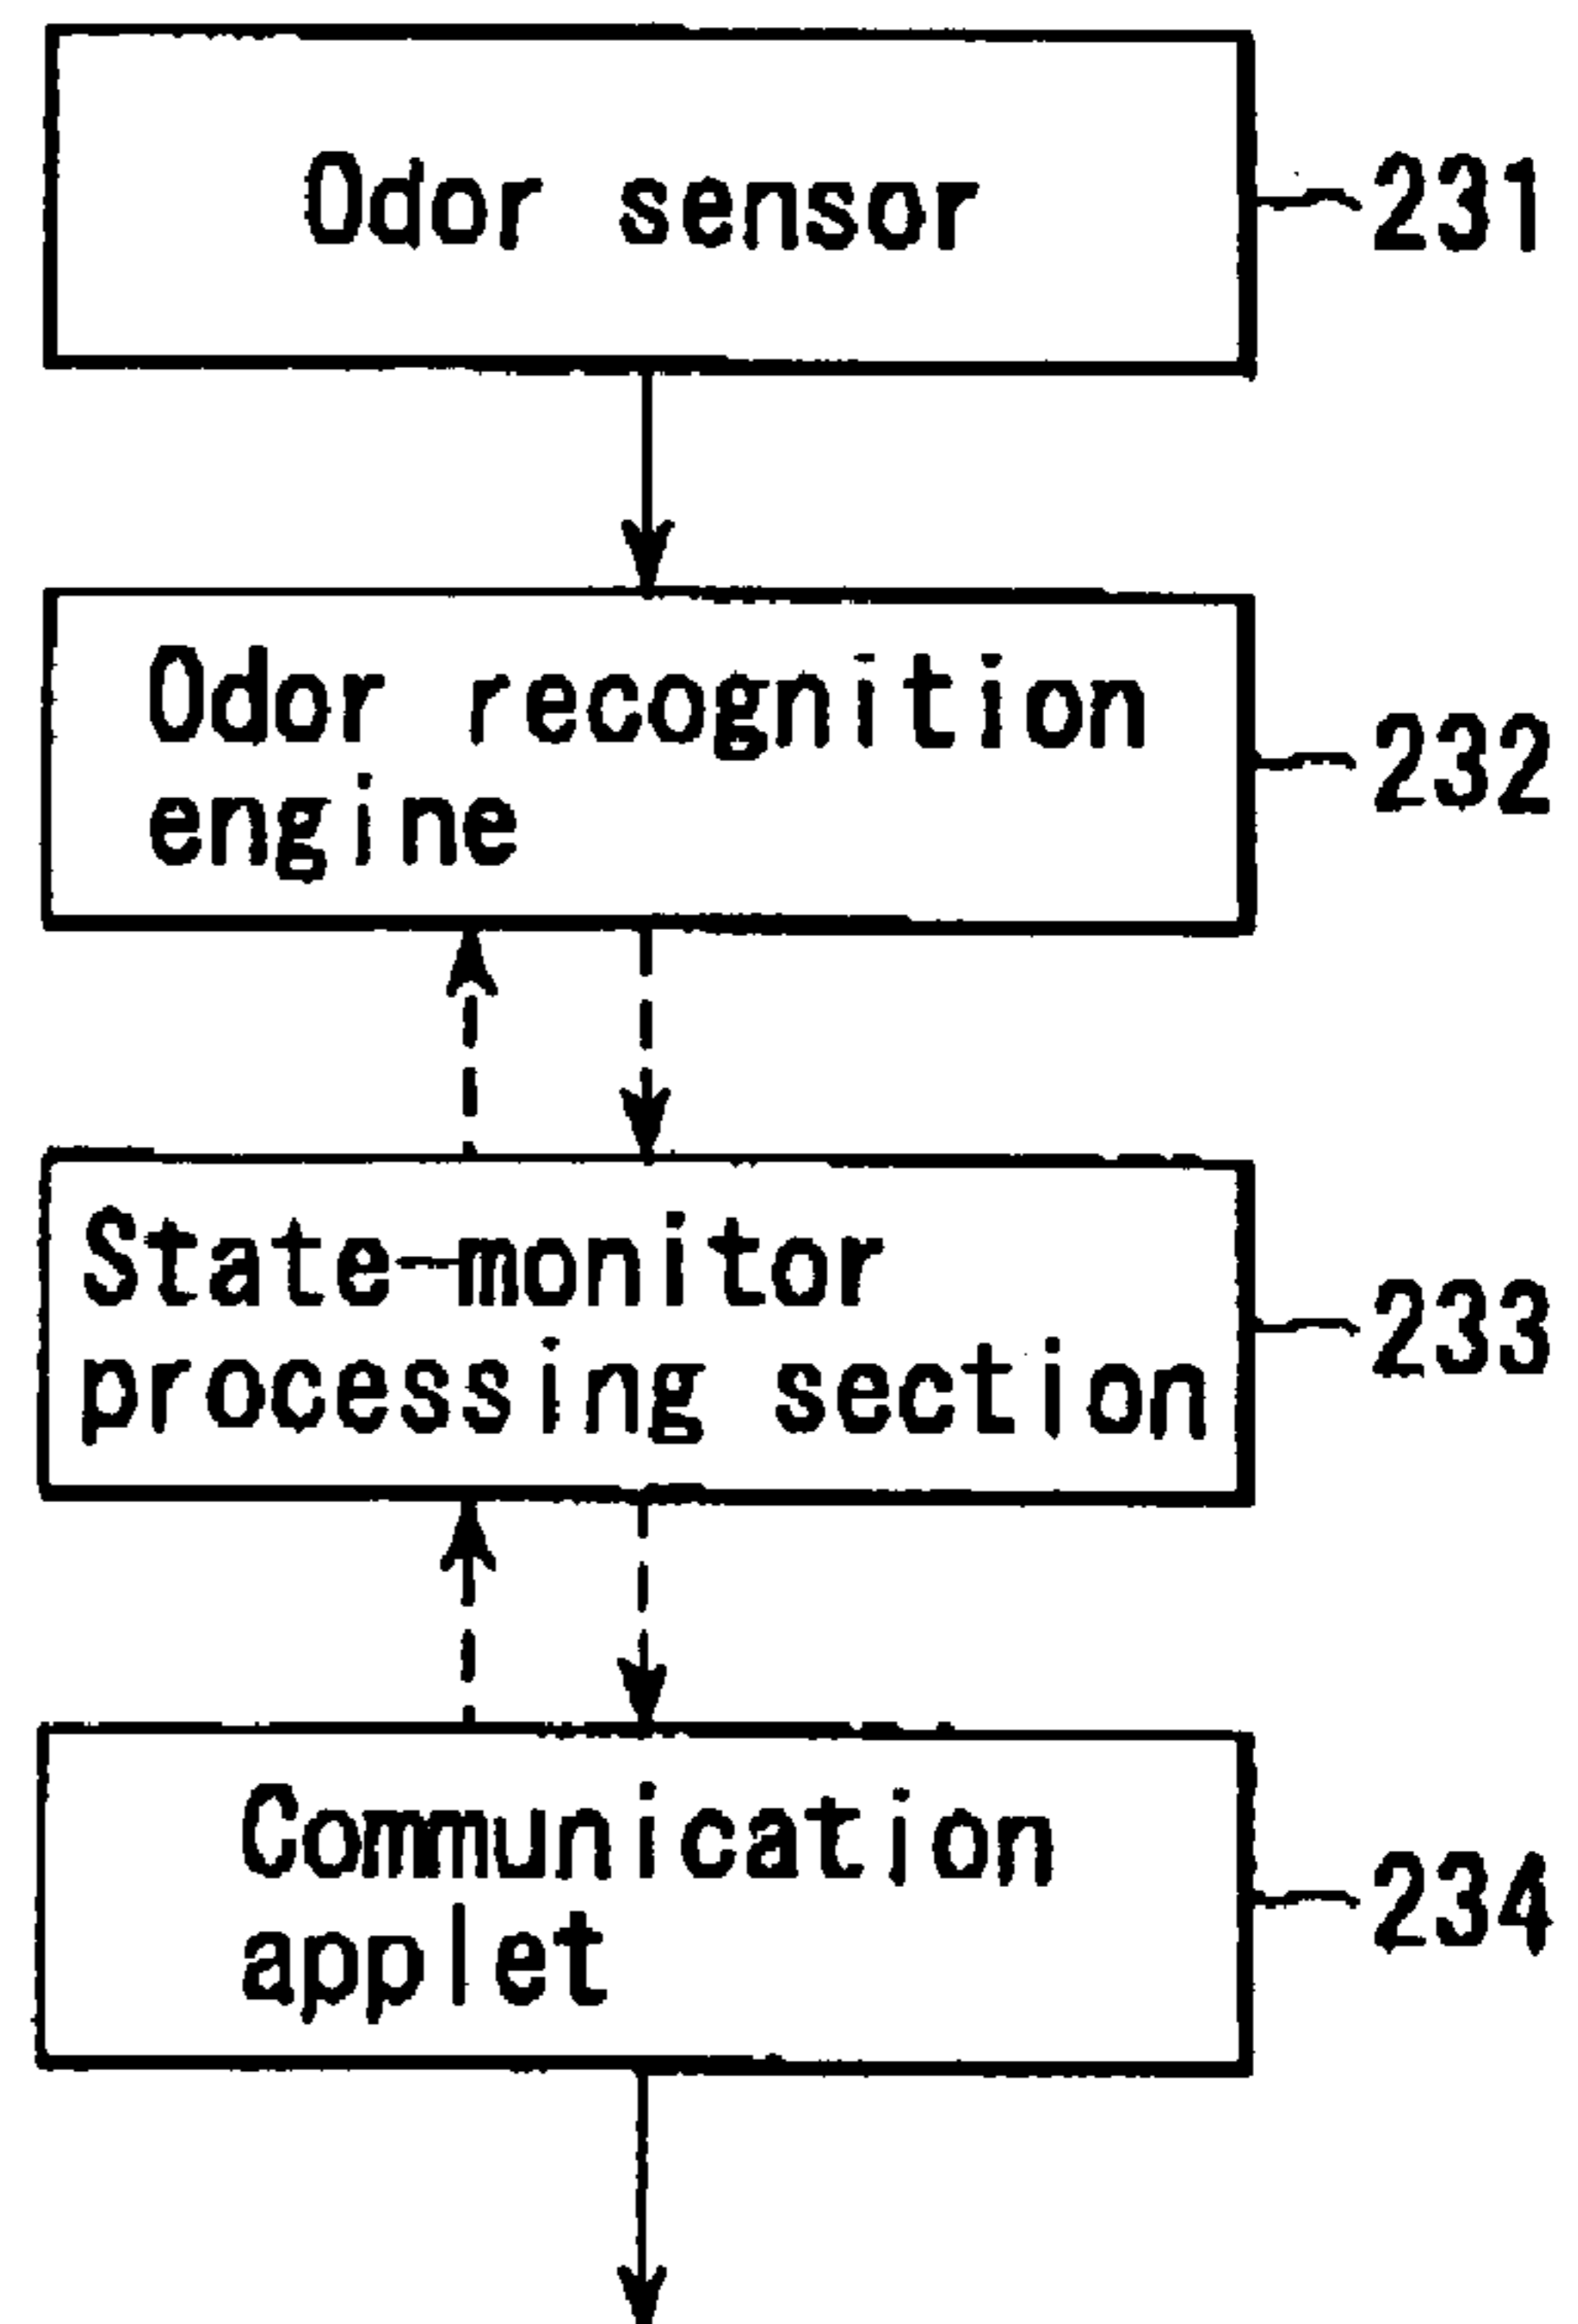 Odor sensor
231
Odor recognition
engine
232
State-monitor
processing section
233
Communication
applet
234